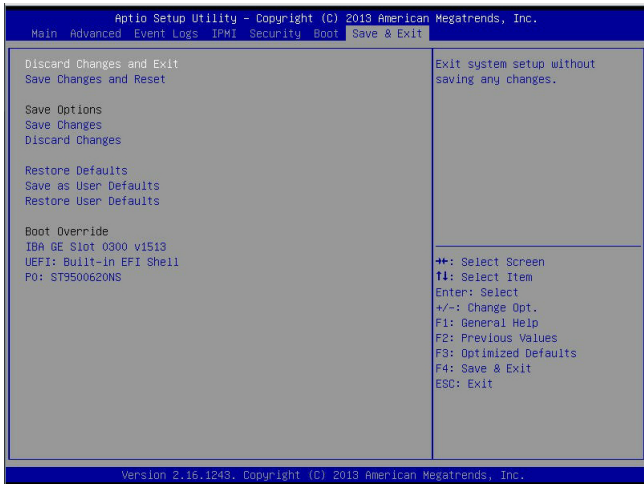 Aptio Setup Utility – Copyright (C) 2013 American Megatrends, Inc.
Main Advanced Event Logs IPMI Security Boot Save & Exit
Discard Changes and Exit
Save Changes and Reset
Save Options
Save Changes
Discard Changes
Restore Defaults
Save as User Defaults
Restore User Defaults
Boot Override
IBA GE Slot 0300 v1513
UEFI: Built-in EFI Shell
P0: ST9500620NS
Exit system setup without
saving any changes.
→←: Select Screen
↑↓: Select Item
Enter: Select
+/-: Change Opt.
F1: General Help
F2: Previous Values
F3: Optimized Defaults
F4: Save & Exit
ESC: Exit
Version 2.16.1243. Copyright (C) 2013 American Megatrends, Inc.